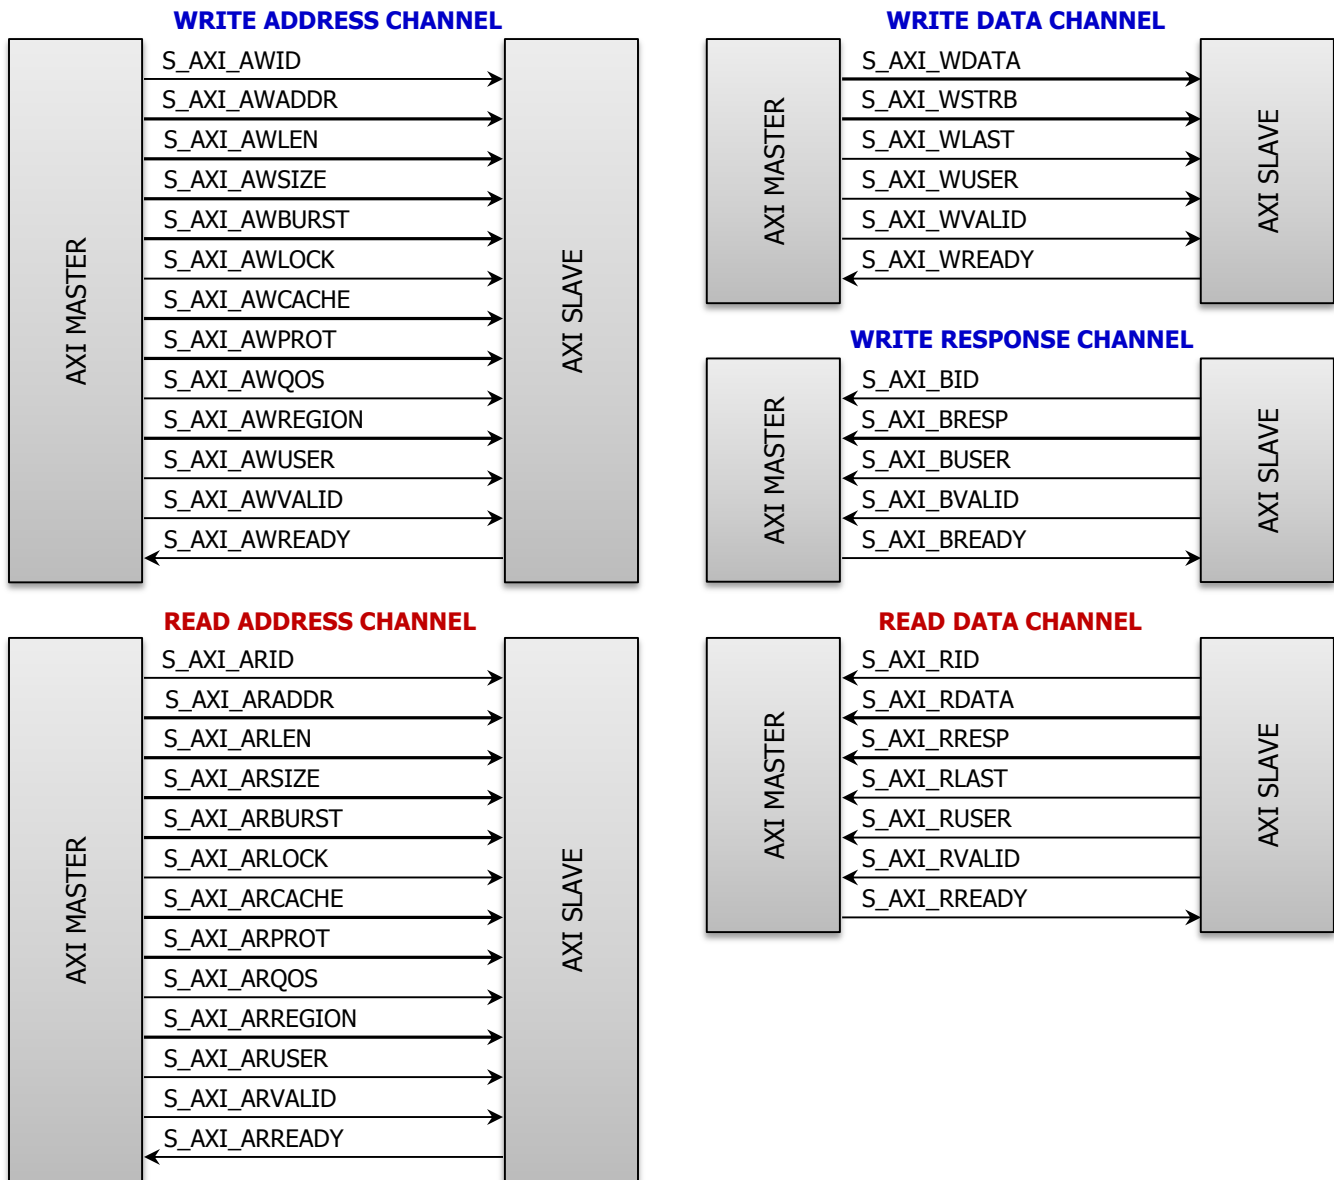 WRITE ADDRESS CHANNEL
AXI MASTER
S_AXI_AWID
S_AXI_AWADDR
S_AXI_AWLEN
S_AXI_AWSIZE
S_AXI_AWBURST
S_AXI_AWLOCK
S_AXI_AWCACHE
S_AXI_AWPROT
S_AXI_AWQOS
S_AXI_AWREGION
S_AXI_AWUSER
S_AXI_AWVALID
S_AXI_AWREADY
AXI SLAVE
WRITE DATA CHANNEL
AXI MASTER
S_AXI_WDATA
S_AXI_WSTRB
S_AXI_WLAST
S_AXI_WUSER
S_AXI_WVALID
S_AXI_WREADY
AXI SLAVE
WRITE RESPONSE CHANNEL
AXI MASTER
S_AXI_BID
S_AXI_BRESP
S_AXI_BUSER
S_AXI_BVALID
S_AXI_BREADY
AXI SLAVE
READ ADDRESS CHANNEL
AXI MASTER
S_AXI_ARID
S_AXI_ARADDR
S_AXI_ARLEN
S_AXI_ARSIZE
S_AXI_ARBURST
S_AXI_ARLOCK
S_AXI_ARCACHE
S_AXI_ARPROT
S_AXI_ARQOS
S_AXI_ARREGION
S_AXI_ARUSER
S_AXI_ARVALID
S_AXI_ARREADY
AXI SLAVE
READ DATA CHANNEL
AXI MASTER
S_AXI_RID
S_AXI_RDATA
S_AXI_RRESP
S_AXI_RLAST
S_AXI_RUSER
S_AXI_RVALID
S_AXI_RREADY
AXI SLAVE